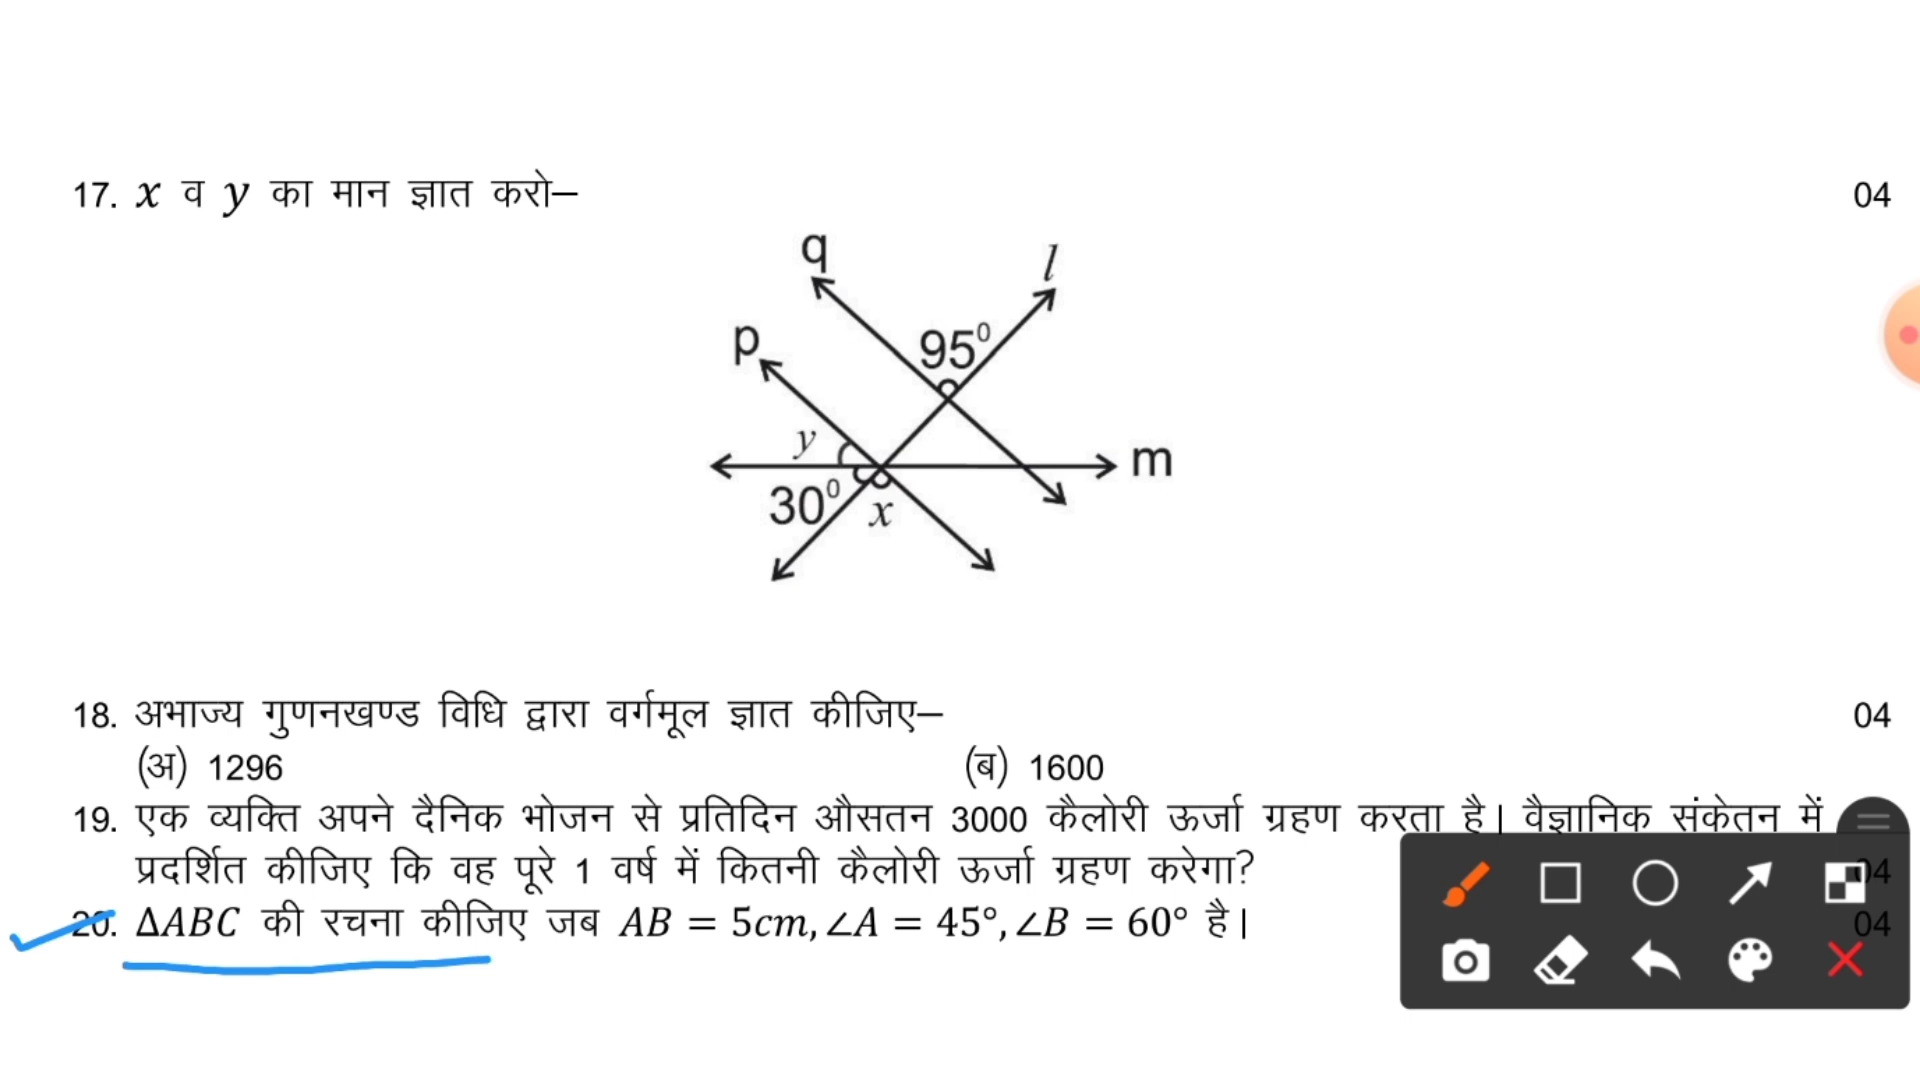 17. x व y का मान ज्ञात करो– 04
q
l
95⁰
p
y
m
30⁰
x
18. अभाज्य गुणनखण्ड विधि द्वारा वर्गमूल ज्ञात कीजिए– 04
(अ) 1296 (ब) 1600
19. एक व्यक्ति अपने दैनिक भोजन से प्रतिदिन औसतन 3000 कैलोरी ऊर्जा ग्रहण करता है। वैज्ञानिक संकेतन में
प्रदर्शित कीजिए कि वह पूरे 1 वर्ष में कितनी कैलोरी ऊर्जा ग्रहण करेगा? 04
20. ΔABC की रचना कीजिए जब AB = 5cm, ∠A = 45°, ∠B = 60° है। 04